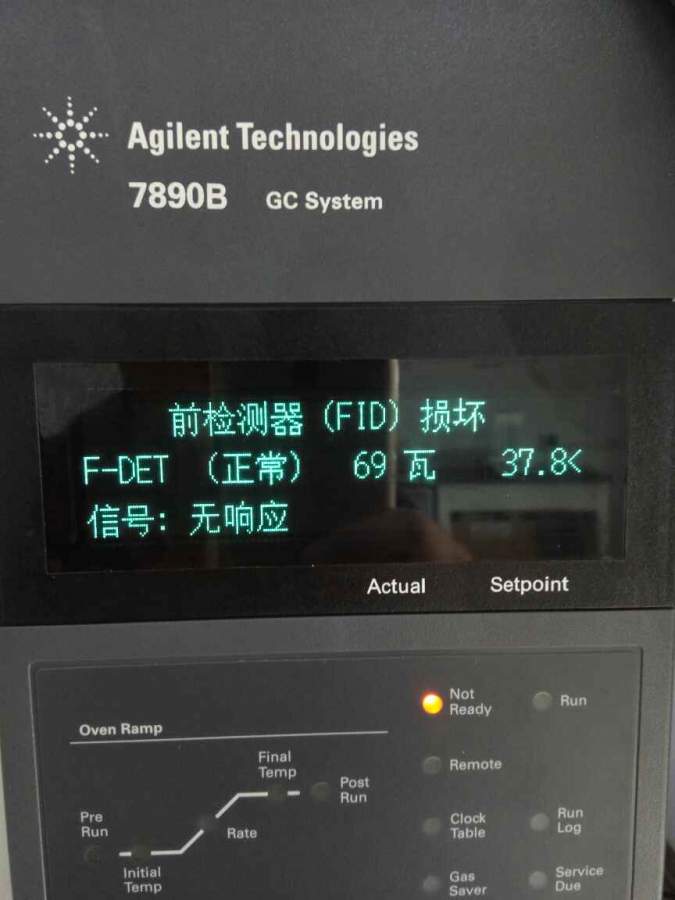 Agilent Technologies
7890B GC System
前检测器 (FID) 损坏
F-DET (正常) 69 瓦 37.8<
信号: 无响应
Actual Setpoint
Not Ready
Run
Oven Ramp
Remote
Final Temp
Post Run
Pre Run
Rate
Clock Table
Run Log
Initial Temp
Gas Saver
Service Due